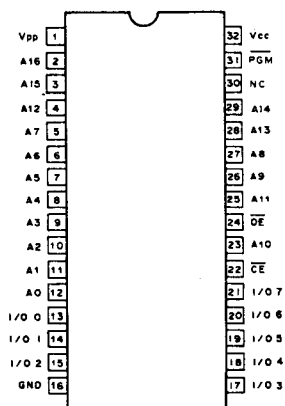 Vpp 1 32 Vcc
A16 2 31 PGM
A15 3 30 NC
A12 4 29 A14
A7 5 28 A13
A6 6 27 A8
A5 7 26 A9
A4 8 25 A11
A3 9 24 OE
A2 10 23 A10
A1 11 22 CE
A0 12 21 I/O 7
I/O 0 13 20 I/O 6
I/O 1 14 19 I/O 5
I/O 2 15 18 I/O 4
GND 16 17 I/O 3